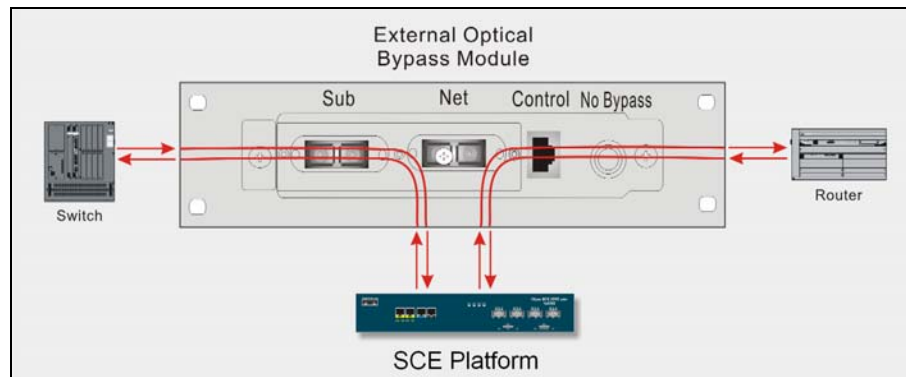 External Optical
Bypass Module
Sub
Net
Control
No Bypass
Switch
Router
SCE Platform